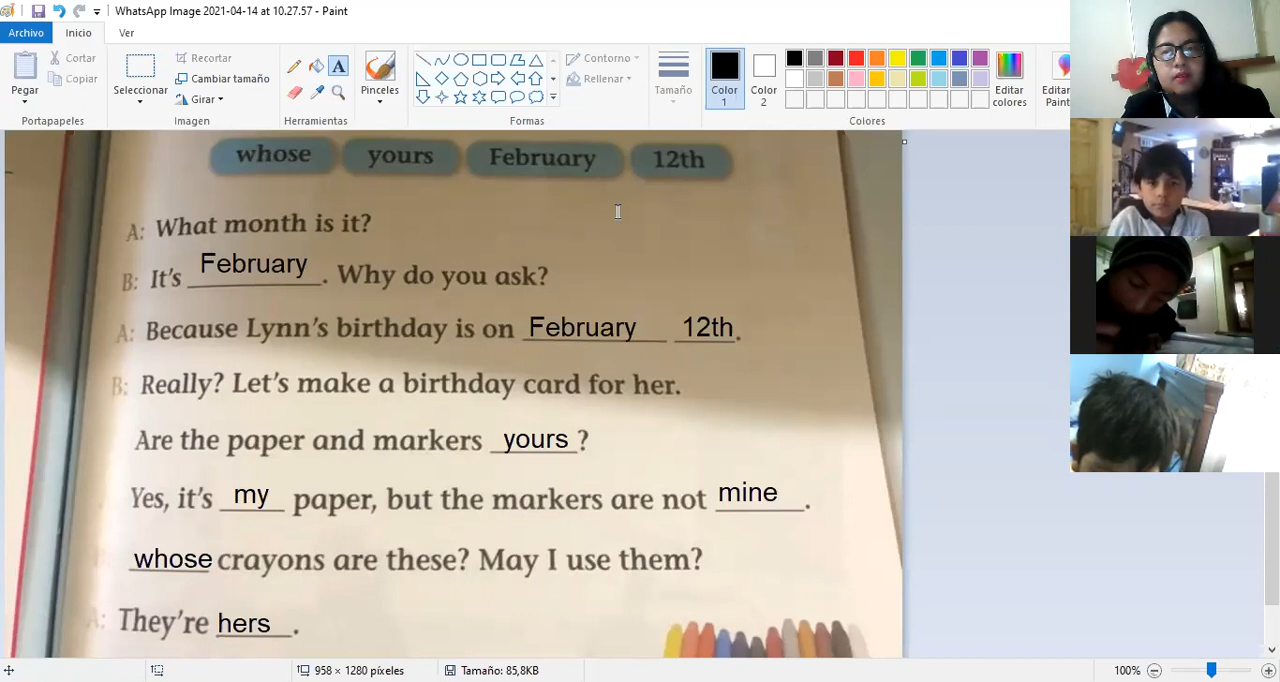 WhatsApp Image 2021-04-14 at 10.27.57 - Paint
Archivo Inicio Ver
Pegar
Cortar
Copiar
Portapapeles
Seleccionar
Recortar
Cambiar tamaño
Girar
Imagen
Herramientas
Pinceles
Contorno
Rellenar
Formas
Tamaño
Color 1
Color 2
Editar colores
Colores
Editar
Paint
whose yours February 12th
A: What month is it?
B: It's February. Why do you ask?
A: Because Lynn's birthday is on February 12th.
B: Really? Let's make a birthday card for her.
Are the paper and markers yours?
Yes, it's my paper, but the markers are not mine.
whose crayons are these? May I use them?
A: They're hers.
958 × 1280 píxeles
Tamaño: 85,8KB
100%